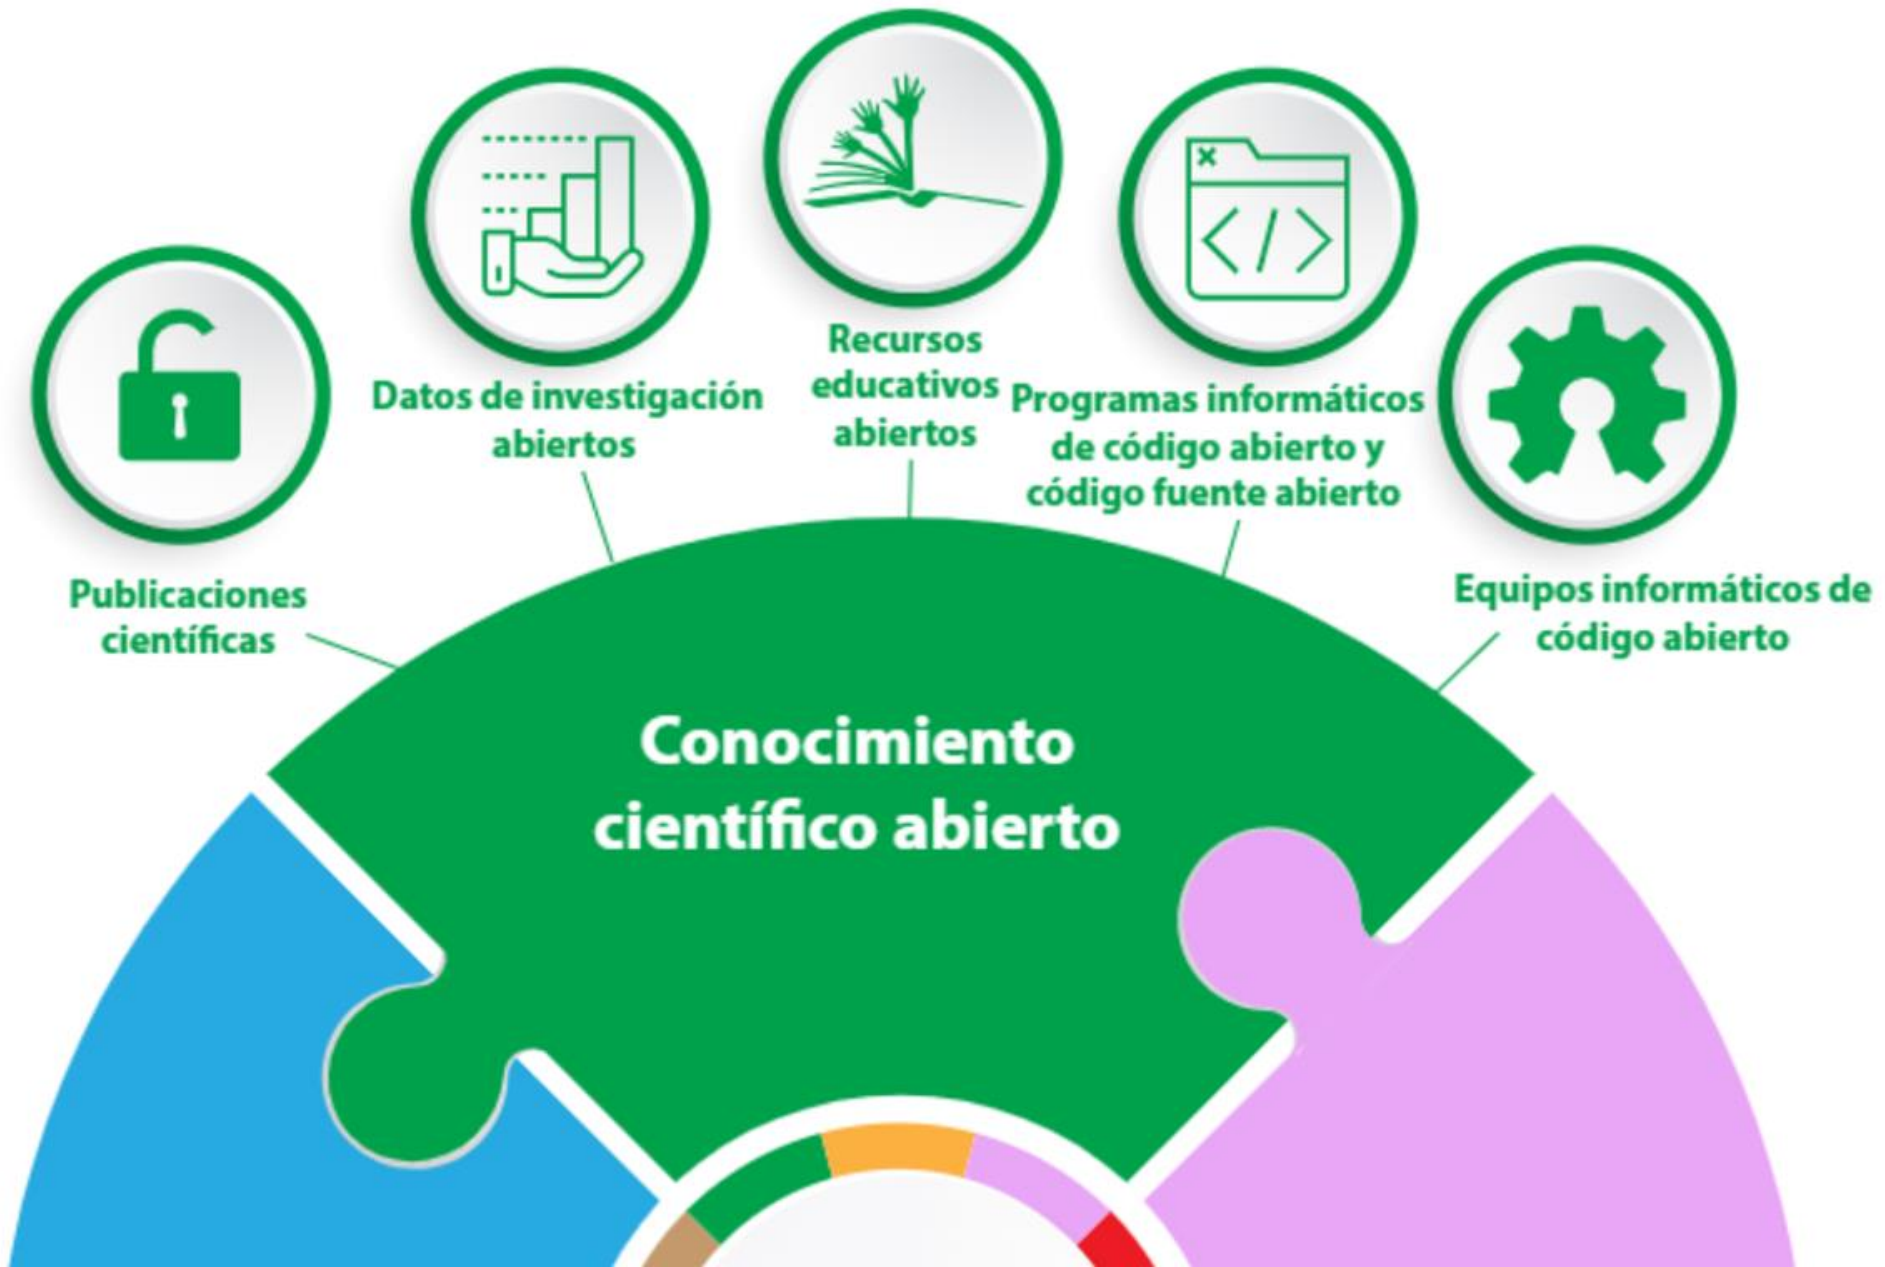 Recursos
educativos
abiertos
Datos de investigación
abiertos
Programas informáticos
de código abierto y
código fuente abierto
Publicaciones
científicas
Equipos informáticos de
código abierto
Conocimiento
científico abierto